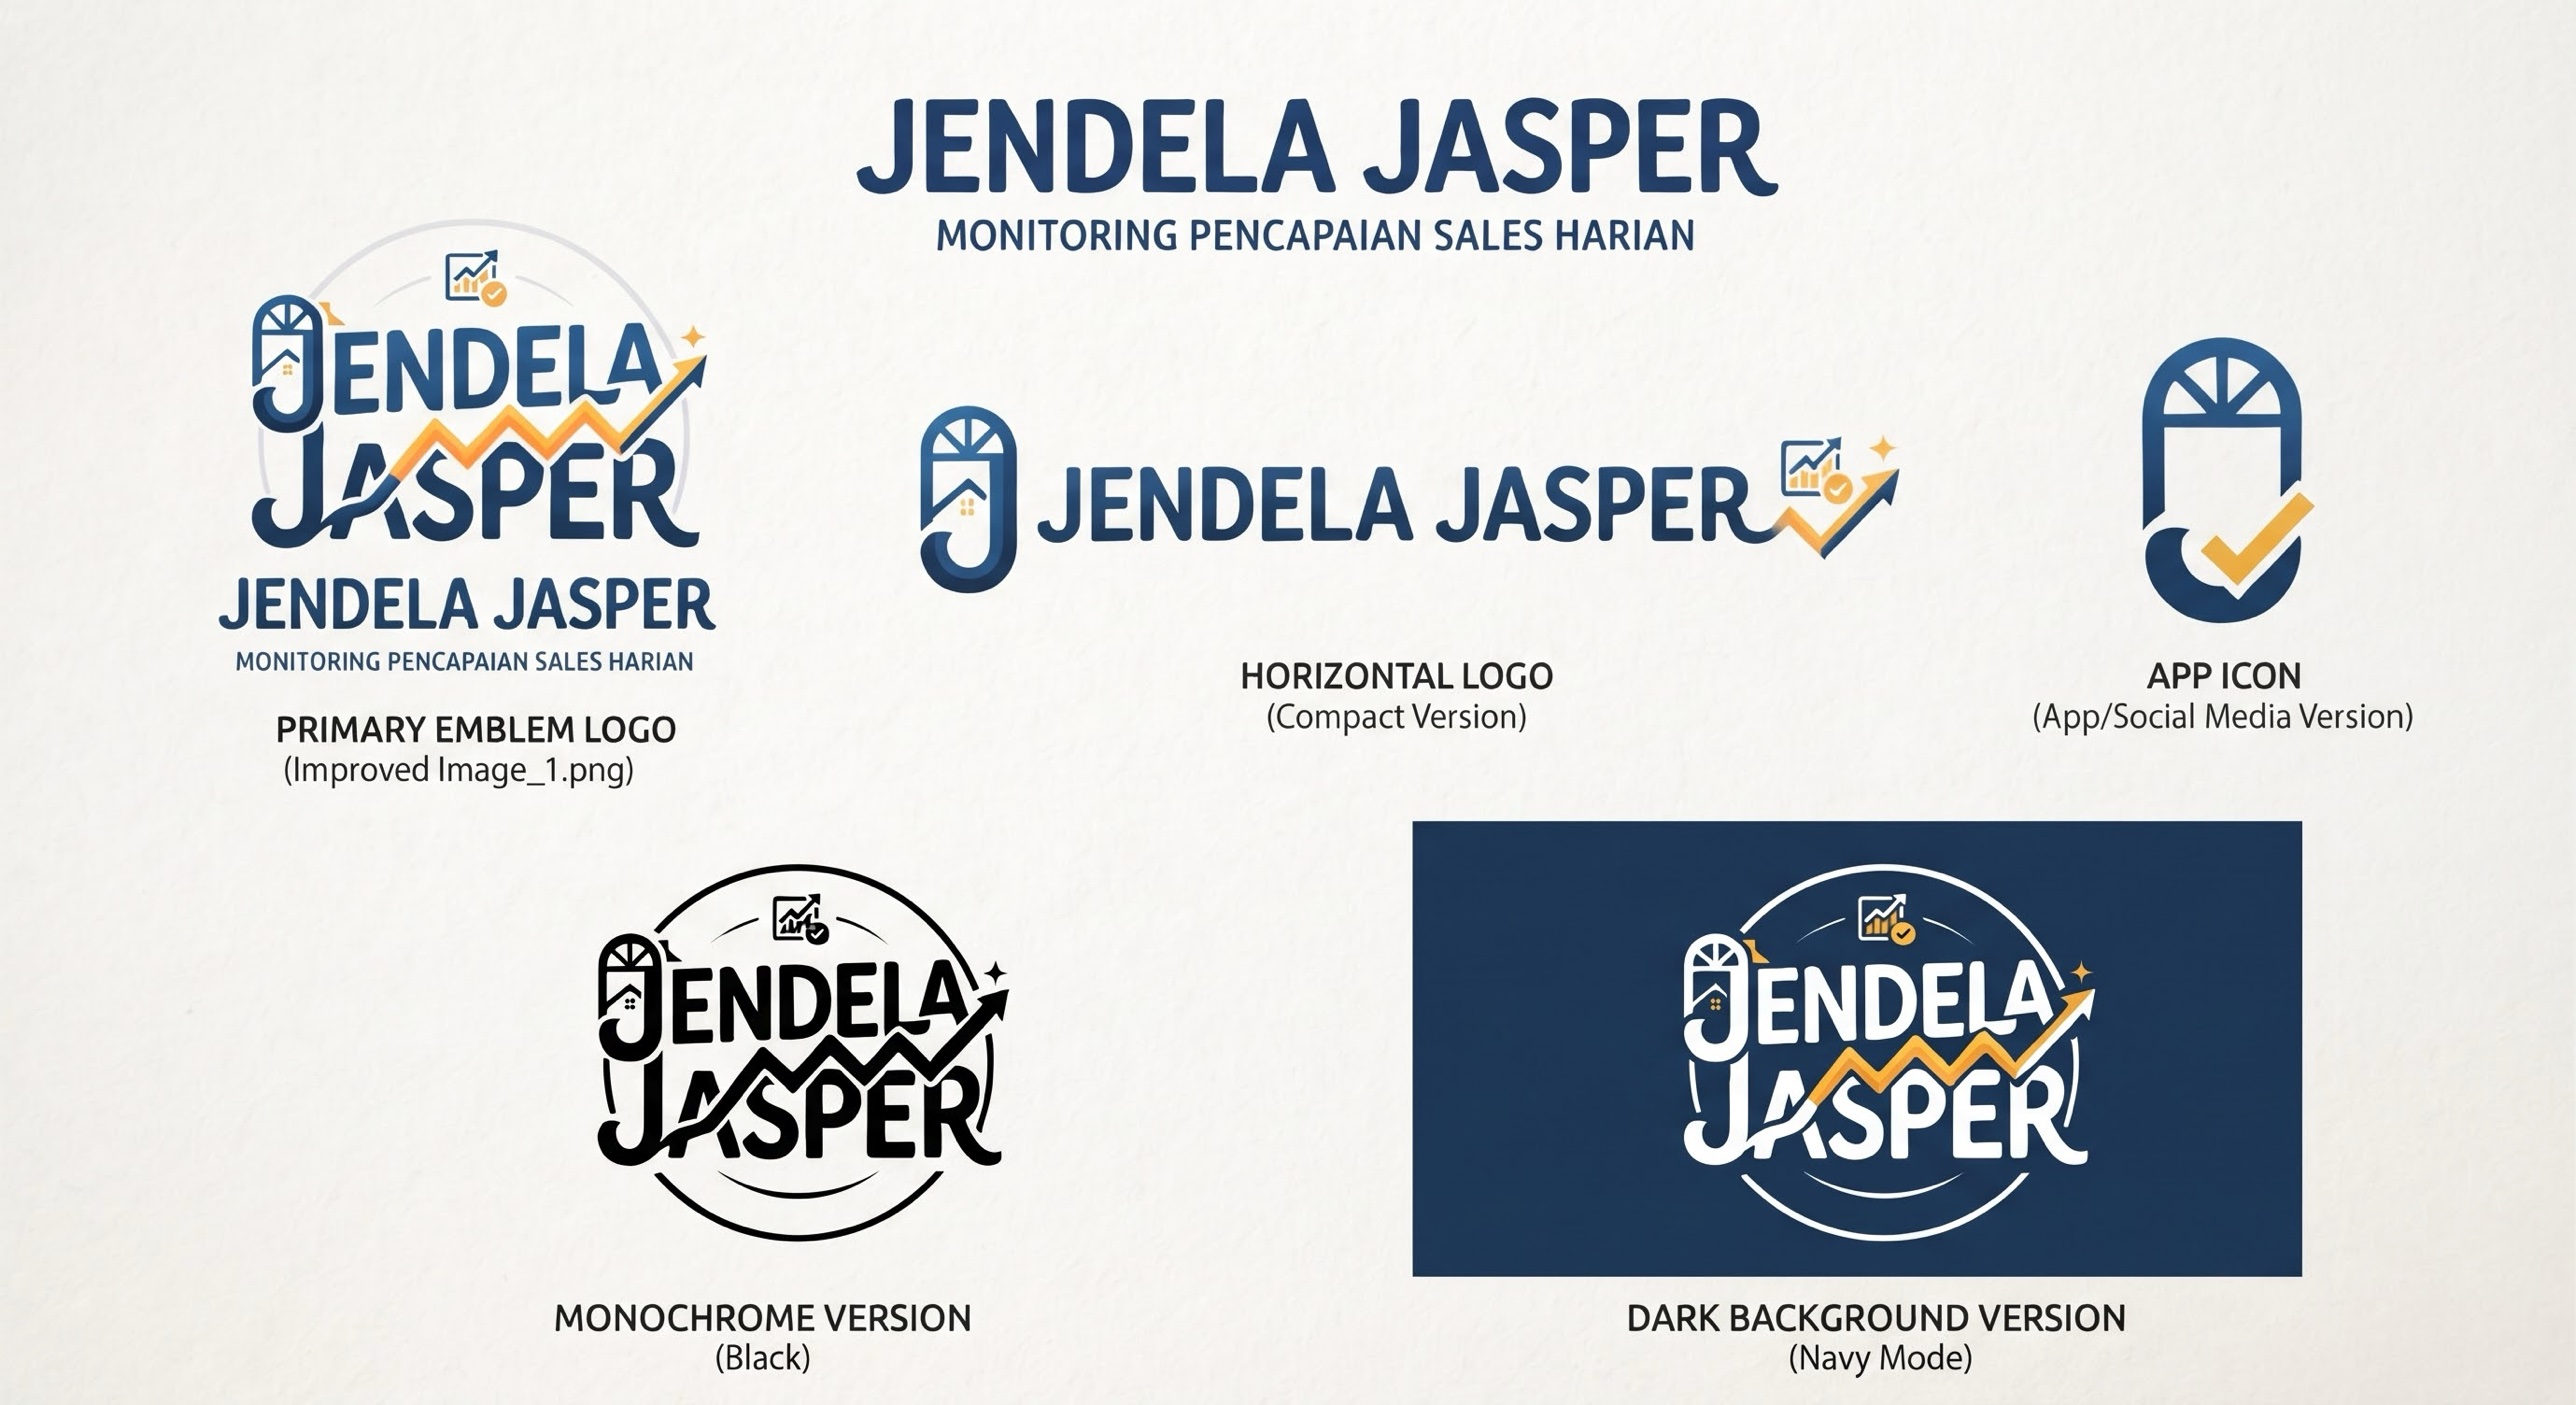 JENDELA JASPER
MONITORING PENCAPAIAN SALES HARIAN
JENDELA
JASPER
JENDELA JASPER
MONITORING PENCAPAIAN SALES HARIAN
PRIMARY EMBLEM LOGO
(Improved Image_1.png)
JENDELA JASPER
HORIZONTAL LOGO
(Compact Version)
APP ICON
(App/Social Media Version)
JENDELA
JASPER
MONOCHROME VERSION
(Black)
JENDELA
JASPER
DARK BACKGROUND VERSION
(Navy Mode)